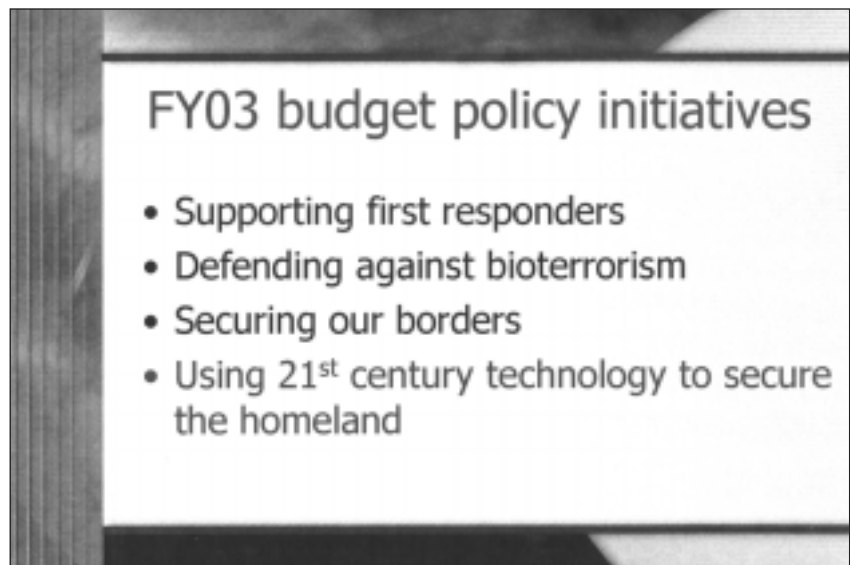 FY03 budget policy initiatives
• Supporting first responders
• Defending against bioterrorism
• Securing our borders
• Using 21st century technology to secure
the homeland